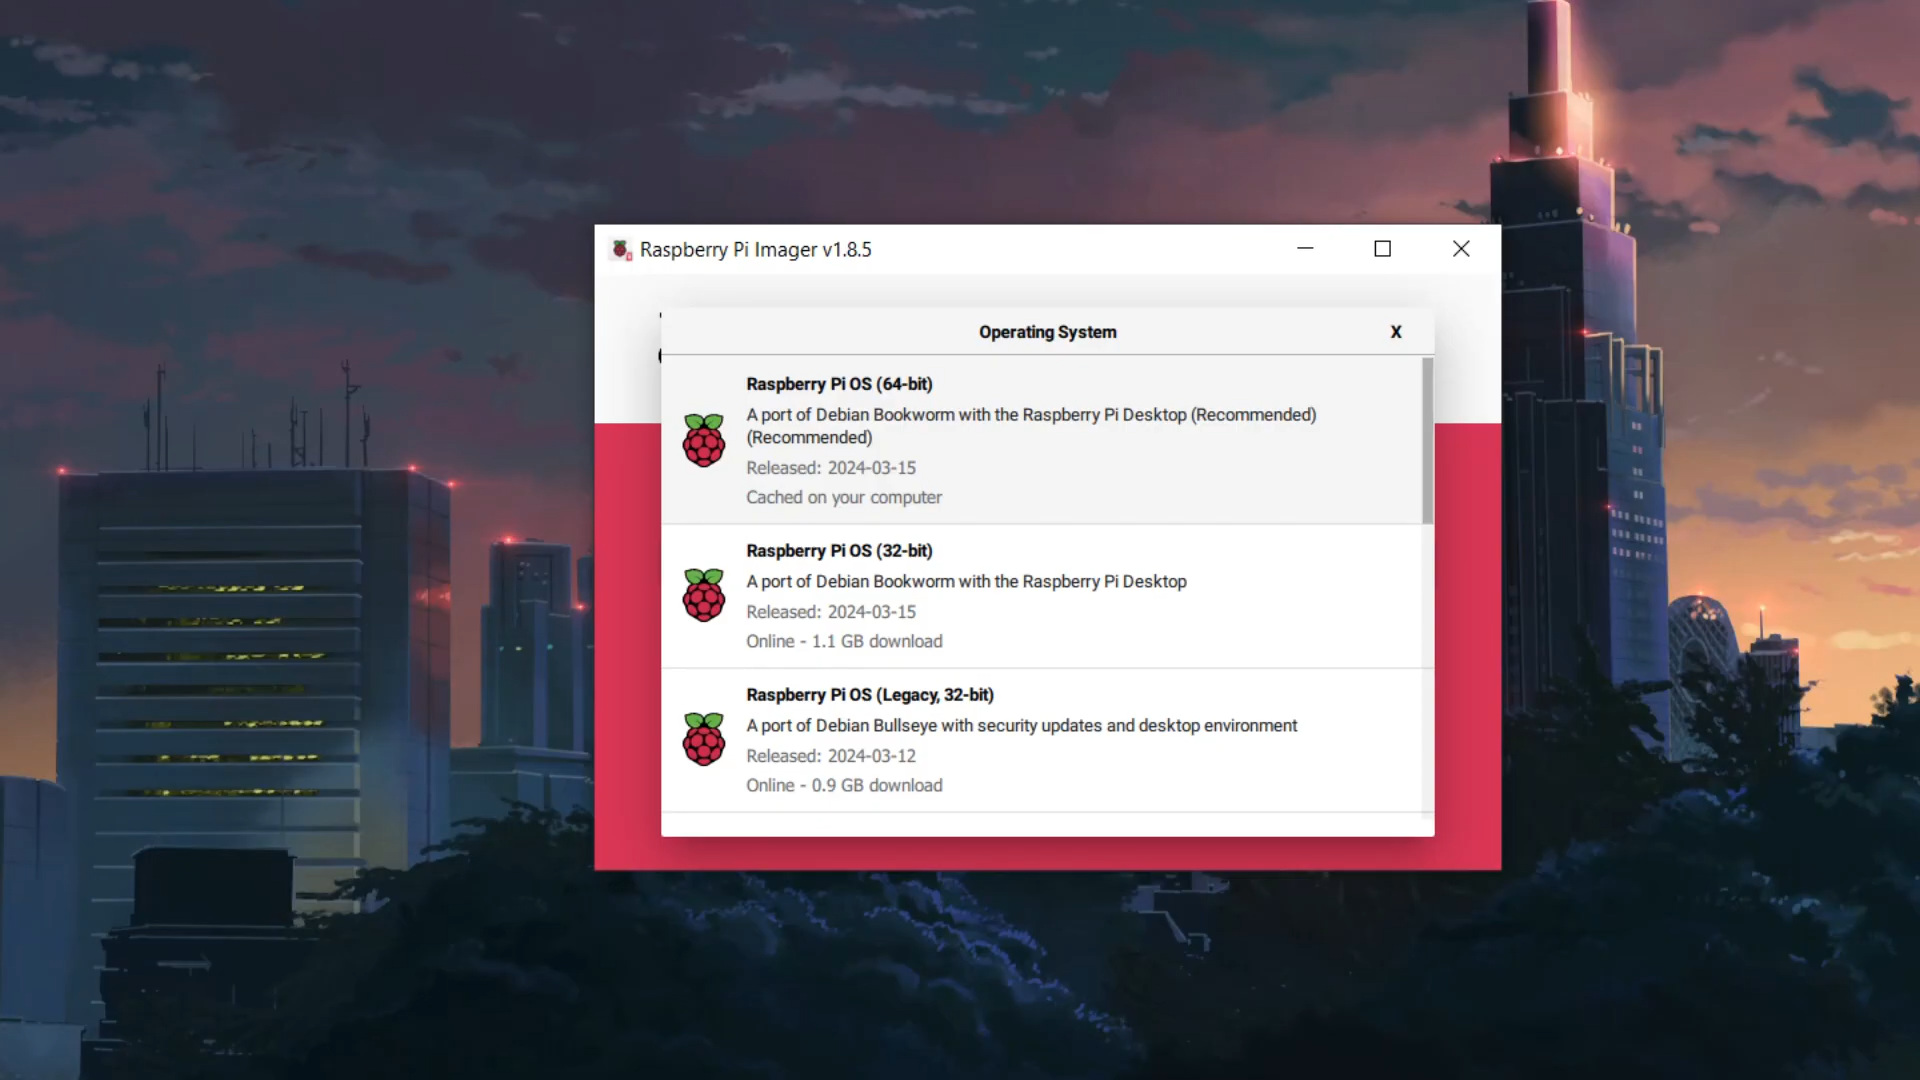 Raspberry Pi Imager v1.8.5
Operating System
X
Raspberry Pi OS (64-bit)
A port of Debian Bookworm with the Raspberry Pi Desktop (Recommended)
(Recommended)
Released: 2024-03-15
Cached on your computer
Raspberry Pi OS (32-bit)
A port of Debian Bookworm with the Raspberry Pi Desktop
Released: 2024-03-15
Online - 1.1 GB download
Raspberry Pi OS (Legacy, 32-bit)
A port of Debian Bullseye with security updates and desktop environment
Released: 2024-03-12
Online - 0.9 GB download